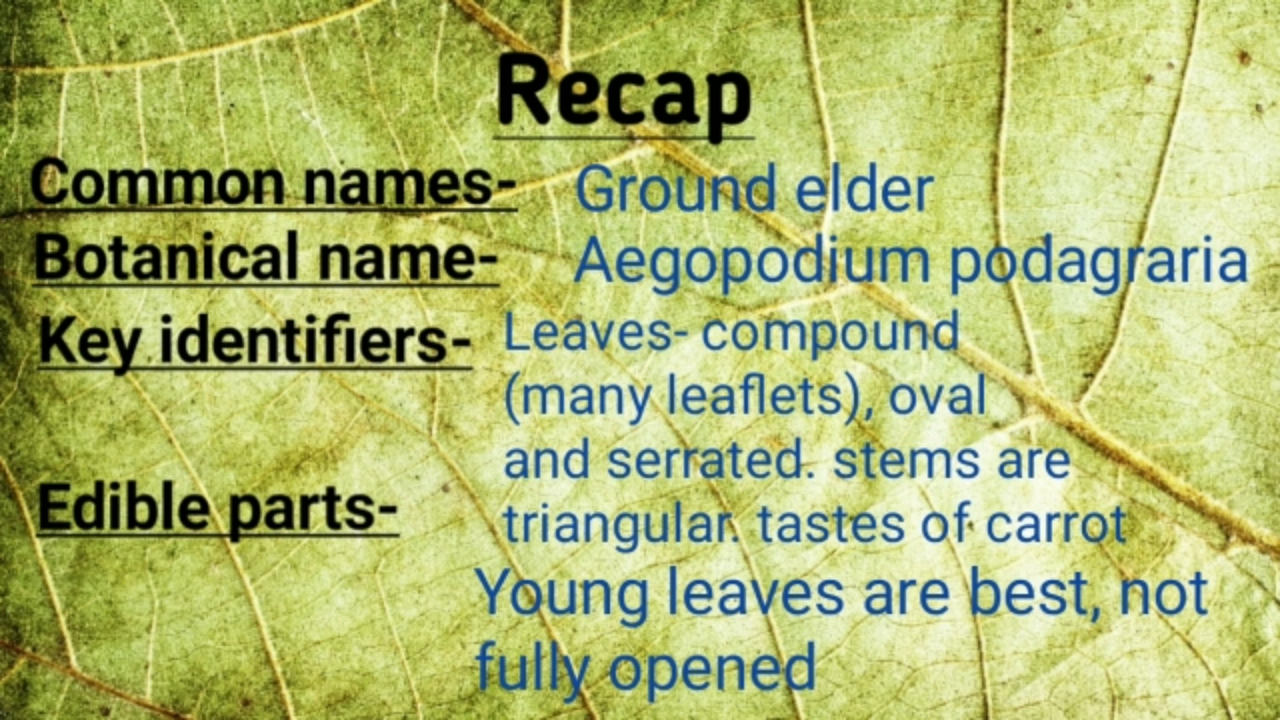 Recap
Common names- Ground elder
Botanical name- Aegopodium podagraria
Key identifiers- Leaves- compound
(many leaflets), oval
and serrated. stems are
triangular. tastes of carrot
Edible parts-
Young leaves are best, not
fully opened